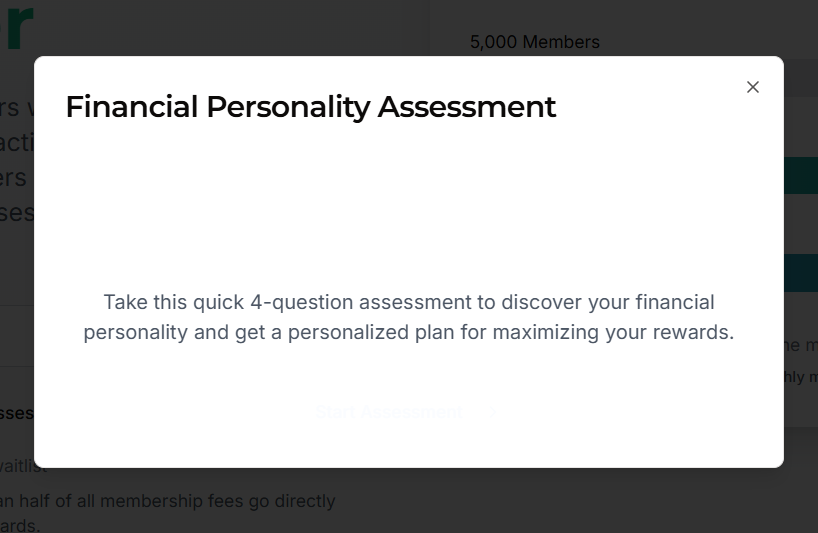 r
5,000 Members
Financial Personality Assessment
rs
acti
ers
ses
Take this quick 4-question assessment to discover your financial
personality and get a personalized plan for maximizing your rewards.
Start Assessment
ne m
hly m
sses
waitlist
an half of all membership fees go directly
ards.